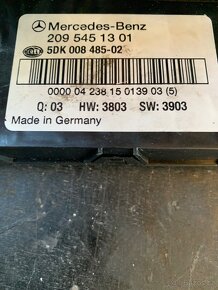 Mercedes-Benz
209 545 13 01
Hella 5DK 008 485-02
0000 04 238 15 0139 03 (5)
Q: 03 HW: 3803 SW: 3903
Made in Germany